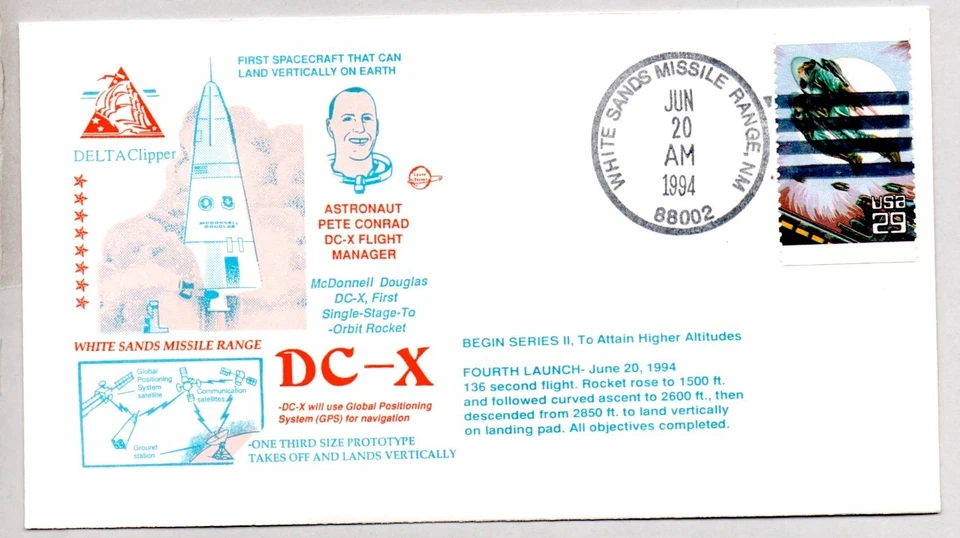 FIRST SPACECRAFT THAT CAN
LAND VERTICALLY ON EARTH
DELTAClipper
MCDONNELL
DOUGLAS
ASTRONAUT
PETE CONRAD
DC-X FLIGHT
MANAGER
McDonnell Douglas
DC-X, First
Single-Stage-To
-Orbit Rocket
WHITE SANDS MISSILE RANGE
Global
Positioning
System
satellite
Communication
satellites
Ground
station
DC-X
-DC-X will use Global Positioning
System (GPS) for navigation
-ONE THIRD SIZE PROTOTYPE
TAKES OFF AND LANDS VERTICALLY
WHITE SANDS MISSILE RANGE, NM
JUN
20
AM
1994
88002
USA
29
BEGIN SERIES II, To Attain Higher Altitudes
FOURTH LAUNCH- June 20, 1994
136 second flight. Rocket rose to 1500 ft.
and followed curved ascent to 2600 ft., then
descended from 2850 ft. to land vertically
on landing pad. All objectives completed.